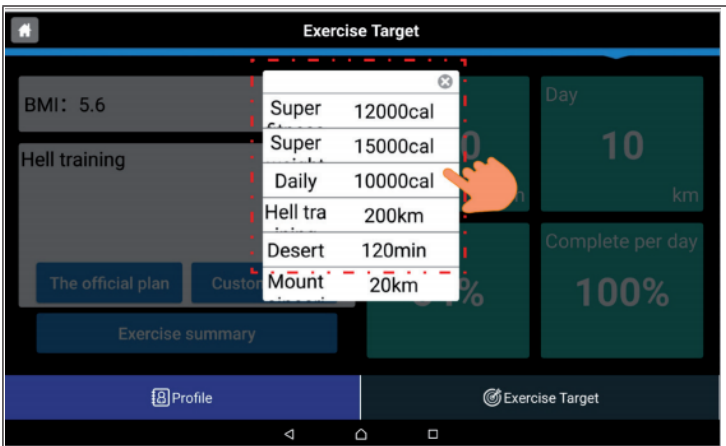 Exercise Target
BMI: 5.6
Hell training
The official plan
Custom
Exercise summary
Super 12000cal
Super 15000cal
Daily 10000cal
Hell tra 200km
Desert 120min
Mount 20km
0
Day
10
km
%
Complete per day
100%
Profile
Exercise Target